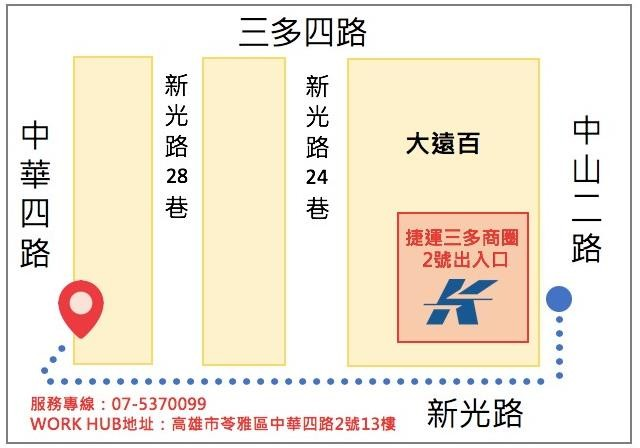 三多四路
中華四路
新光路28巷
新光路24巷
大遠百
中山二路
捷運三多商圈
2號出入口
服務專線：07-5370099
WORK HUB地址：高雄市苓雅區中華四路2號13樓
新光路